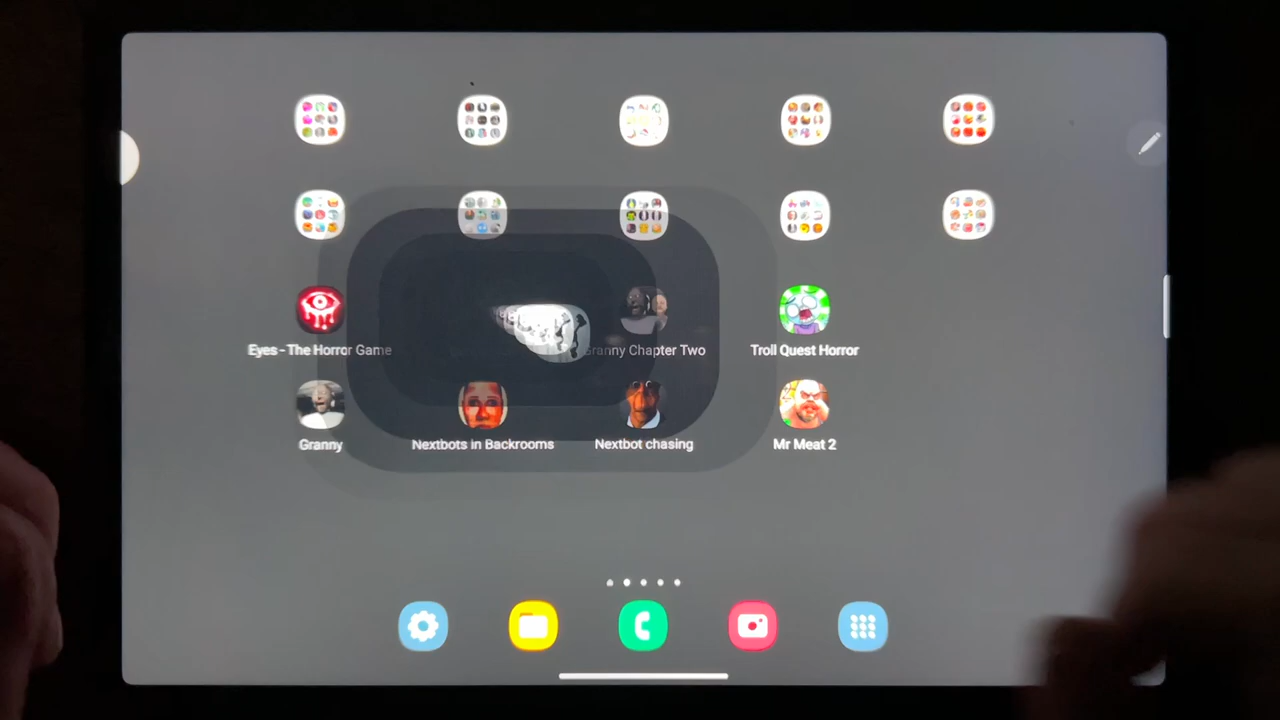 Eyes - The Horror Game
Granny Chapter Two
Troll Quest Horror
Granny
Nextbots in Backrooms
Nextbot chasing
Mr Meat 2